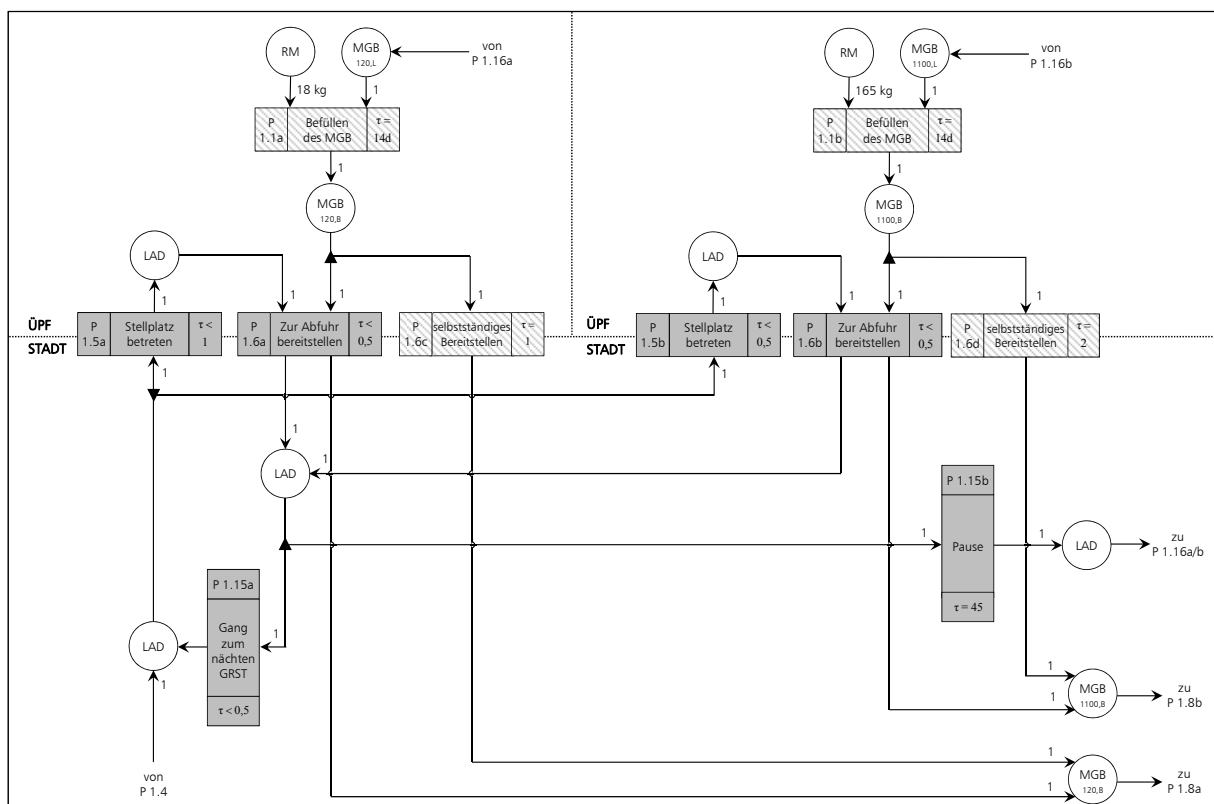 RM
MGB
120,L
von
P 1.16a
18 kg
1
P
1.1a
Befüllen
des MGB
τ =
14d
1
MGB
120,B
LAD
1
1
1
1
ÜPF
STADT
P
1.5a
Stellplatz
betreten
τ <
1
P
1.6a
Zur Abfuhr
bereitstellen
τ <
0,5
P
1.6c
selbstständiges
Bereitstellen
τ =
1
1
RM
MGB
1100,L
von
P 1.16b
165 kg
1
P
1.1b
Befüllen
des MGB
τ =
14d
1
MGB
1100,B
LAD
1
1
1
1
ÜPF
STADT
P
1.5b
Stellplatz
betreten
τ <
0,5
P
1.6b
Zur Abfuhr
bereitstellen
τ <
0,5
P
1.6d
selbstständiges
Bereitstellen
τ =
2
1
1
1
LAD
P 1.15b
Pause
τ = 45
1
1
LAD
zu
P 1.16a/b
P 1.15a
Gang
zum
nächten
GRST
τ < 0,5
1
LAD
1
von
P 1.4
1
1
MGB
1100,B
zu
P 1.8b
1
1
MGB
120,B
zu
P 1.8a